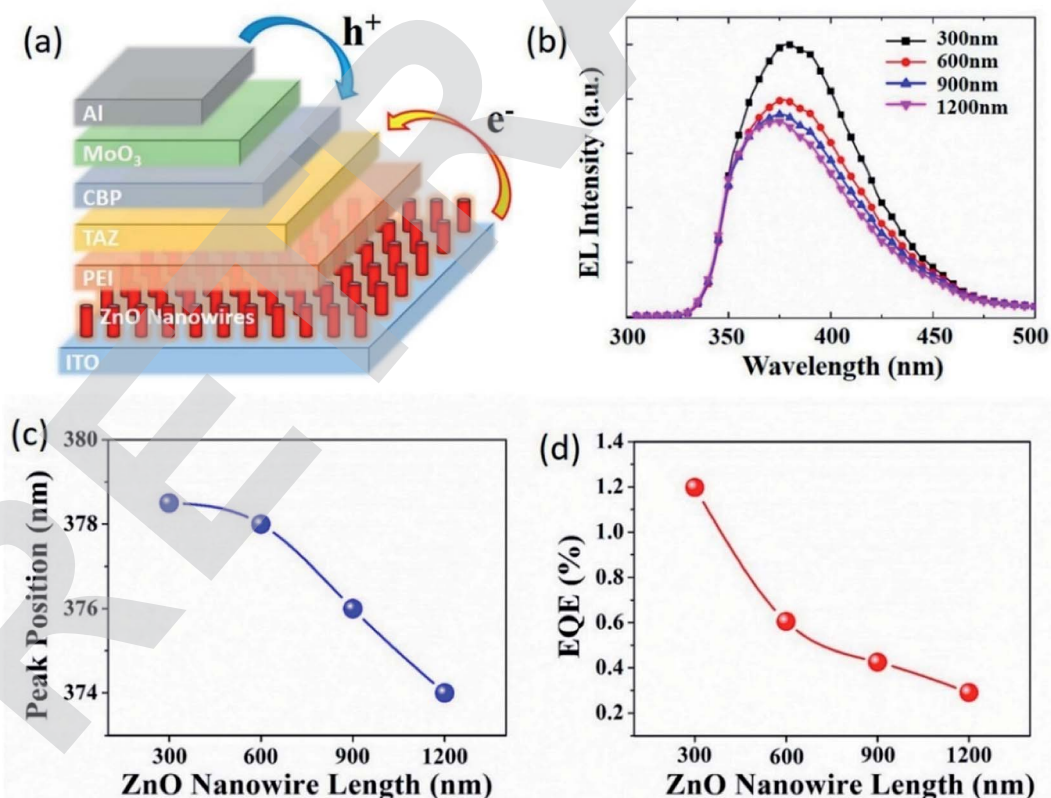 (a)
h+
e-
Al
MoO3
CBP
TAZ
PEI
ZnO Nanowires
ITO
(b)
EL Intensity (a.u.)
300nm
600nm
900nm
1200nm
300 350 400 450 500
Wavelength (nm)
(c)
Peak Position (nm)
380
378
376
374
300 600 900 1200
ZnO Nanowire Length (nm)
(d)
EQE (%)
1.4
1.2
1.0
0.8
0.6
0.4
0.2
300 600 900 1200
ZnO Nanowire Length (nm)